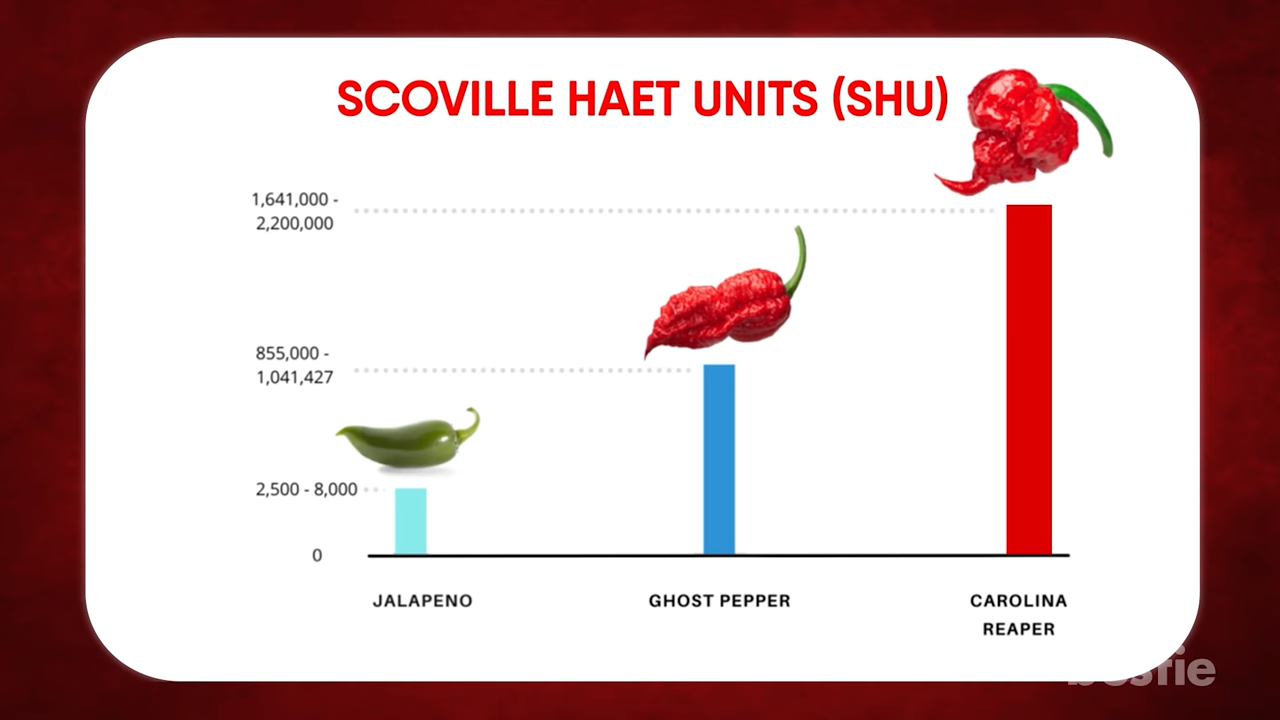 SCOVILLE HAET UNITS (SHU)
1,641,000 -
2,200,000
855,000 -
1,041,427
2,500 - 8,000
0
JALAPENO
GHOST PEPPER
CAROLINA
REAPER